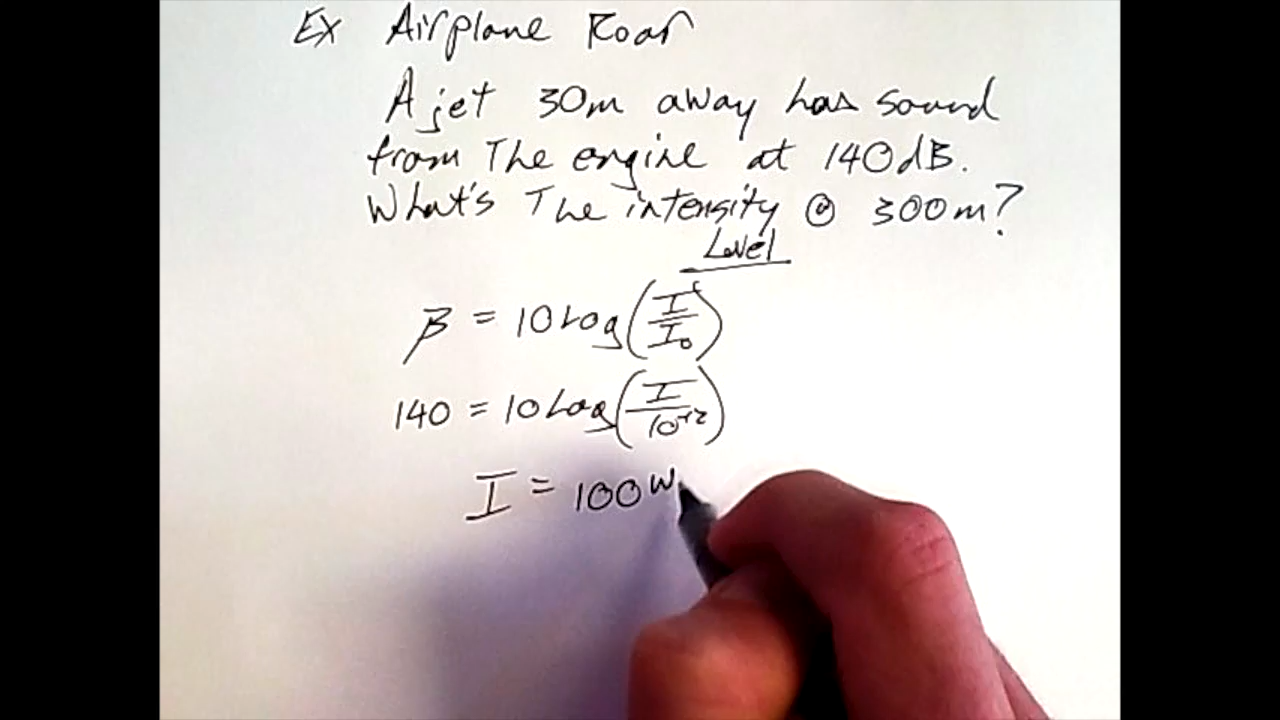 Ex Airplane Roar
A jet 30m away has sound
from The engine at 140dB.
What's The intensity @ 300m?
Level
β = 10 Log(I/I₀)
140 = 10 Log(I/10⁻¹²)
I = 100 W